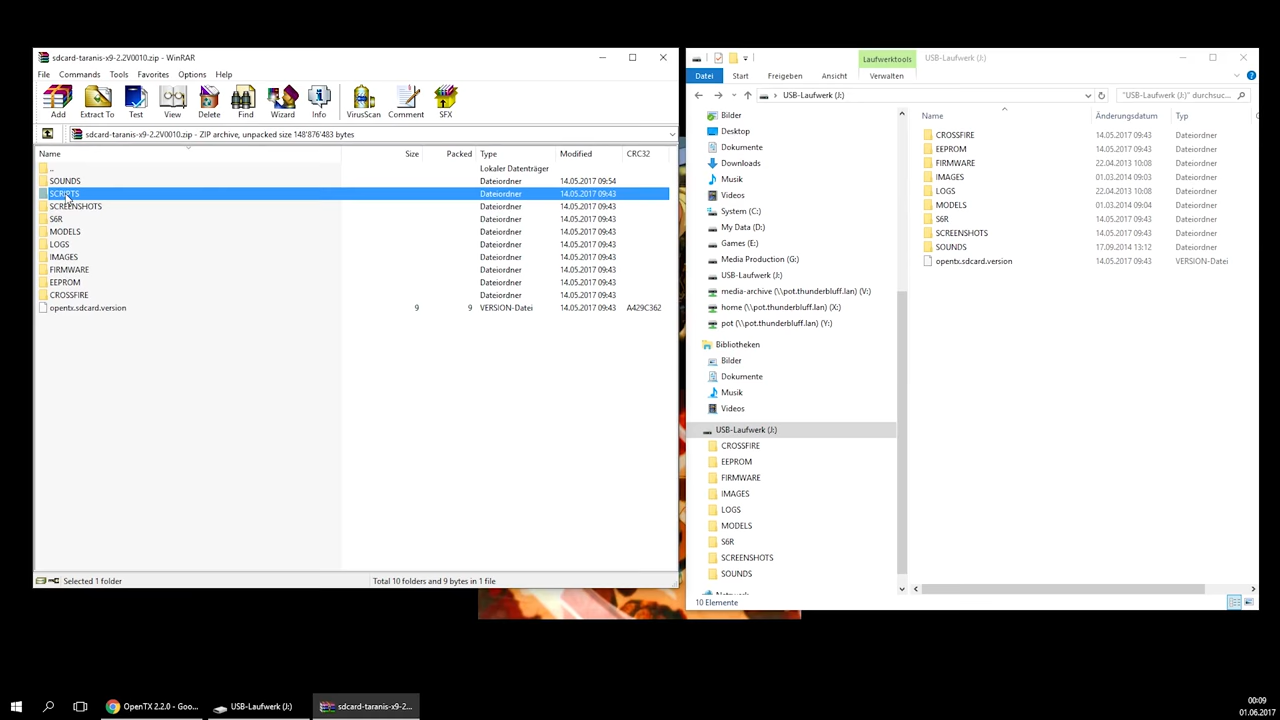 sdcard-taranis-x9-2.2V0010.zip - WinRAR
File Commands Tools Favorites Options Help
Add Extract To Test View Delete Find Wizard Info VirusScan Comment SFX
sdcard-taranis-x9-2.2V0010.zip - ZIP archive, unpacked size 148'876'483 bytes
Name Size Packed Type Modified CRC32
.. Lokaler Datenträger
SOUNDS Dateiordner 14.05.2017 09:54
SCRIPTS Dateiordner 14.05.2017 09:43
SCREENSHOTS Dateiordner 14.05.2017 09:43
S6R Dateiordner 14.05.2017 09:43
MODELS Dateiordner 14.05.2017 09:43
LOGS Dateiordner 14.05.2017 09:43
IMAGES Dateiordner 14.05.2017 09:43
FIRMWARE Dateiordner 14.05.2017 09:43
EEPROM Dateiordner 14.05.2017 09:43
CROSSFIRE Dateiordner 14.05.2017 09:43
opentx.sdcard.version 9 9 VERSION-Datei 14.05.2017 09:43 A429C362
Selected 1 folder Total 10 folders and 9 bytes in 1 file
Laufwerktools USB-Laufwerk (J:)
Datei Start Freigeben Ansicht Verwalten
USB-Laufwerk (J:) "USB-Laufwerk (J:)" durchsuc...
Bilder
Desktop
Dokumente
Downloads
Musik
Videos
System (C:)
My Data (D:)
Games (E:)
Media Production (G:)
USB-Laufwerk (J:)
media-archive (\\pot.thunderbluff.lan) (V:)
home (\\pot.thunderbluff.lan) (X:)
pot (\\pot.thunderbluff.lan) (Y:)
Bibliotheken
Bilder
Dokumente
Musik
Videos
USB-Laufwerk (J:)
CROSSFIRE
EEPROM
FIRMWARE
IMAGES
LOGS
MODELS
S6R
SCREENSHOTS
SOUNDS
Name Änderungsdatum Typ
CROSSFIRE 14.05.2017 09:43 Dateiordner
EEPROM 14.05.2017 09:43 Dateiordner
FIRMWARE 22.04.2013 10:08 Dateiordner
IMAGES 01.03.2014 09:03 Dateiordner
LOGS 22.04.2013 10:08 Dateiordner
MODELS 01.03.2014 09:04 Dateiordner
S6R 14.05.2017 09:43 Dateiordner
SCREENSHOTS 14.05.2017 09:43 Dateiordner
SOUNDS 17.09.2014 13:12 Dateiordner
opentx.sdcard.version 14.05.2017 09:43 VERSION-Datei
10 Elemente
OpenTX 2.2.0 - Goo... USB-Laufwerk (J:) sdcard-taranis-x9-2...
00:09
01.06.2017